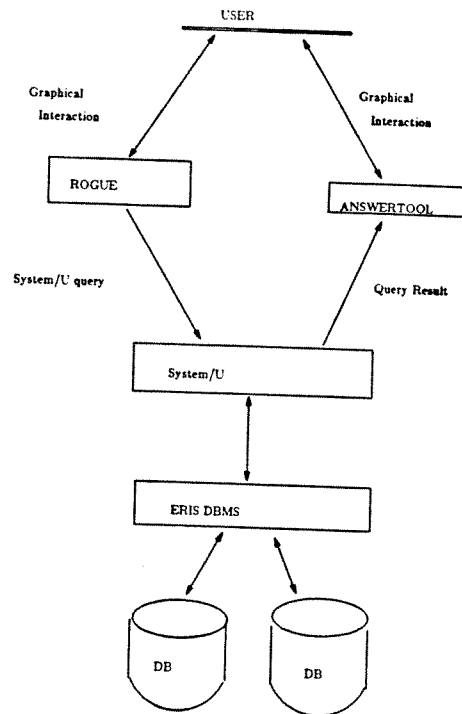 USER
Graphical
Interaction
Graphical
Interaction
ROGUE
ANSWERTOOL
System/U query
Query Result
System/U
ERIS DBMS
DB
DB